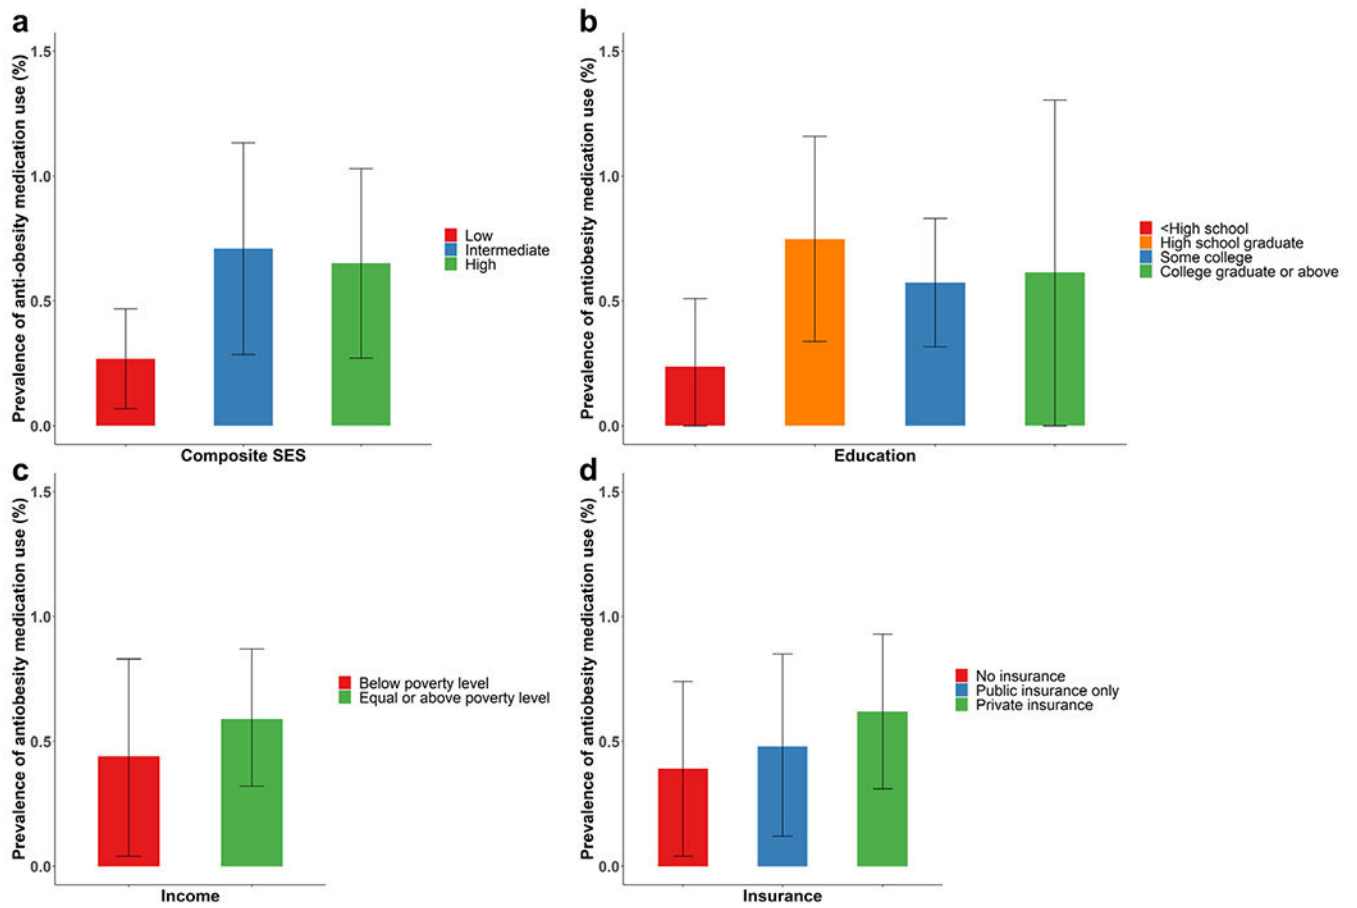 a
Prevalence of anti-obesity medication use (%)
1.5
1.0
0.5
0.0
Composite SES
Low
Intermediate
High
b
Prevalence of antiobesity medication use (%)
1.5
1.0
0.5
0.0
Education
<High school
High school graduate
Some college
College graduate or above
c
Prevalence of antiobesity medication use (%)
1.5
1.0
0.5
0.0
Income
Below poverty level
Equal or above poverty level
d
Prevalence of antiobesity medication use (%)
1.5
1.0
0.5
0.0
Insurance
No insurance
Public insurance only
Private insurance